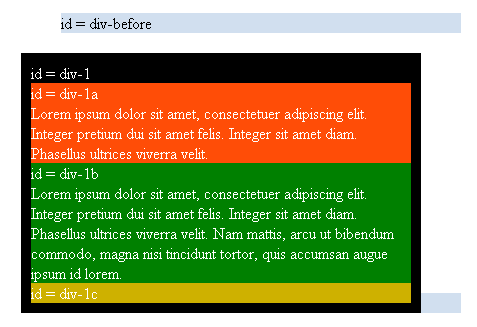 id = div-before
id = div-1
id = div-1a
Lorem ipsum dolor sit amet, consectetuer adipiscing elit.
Integer pretium dui sit amet felis. Integer sit amet diam.
Phasellus ultrices viverra velit.
id = div-1b
Lorem ipsum dolor sit amet, consectetuer adipiscing elit.
Integer pretium dui sit amet felis. Integer sit amet diam.
Phasellus ultrices viverra velit. Nam mattis, arcu ut bibendum
commodo, magna nisi tincidunt tortor, quis accumsan augue
ipsum id lorem.
id = div-1c